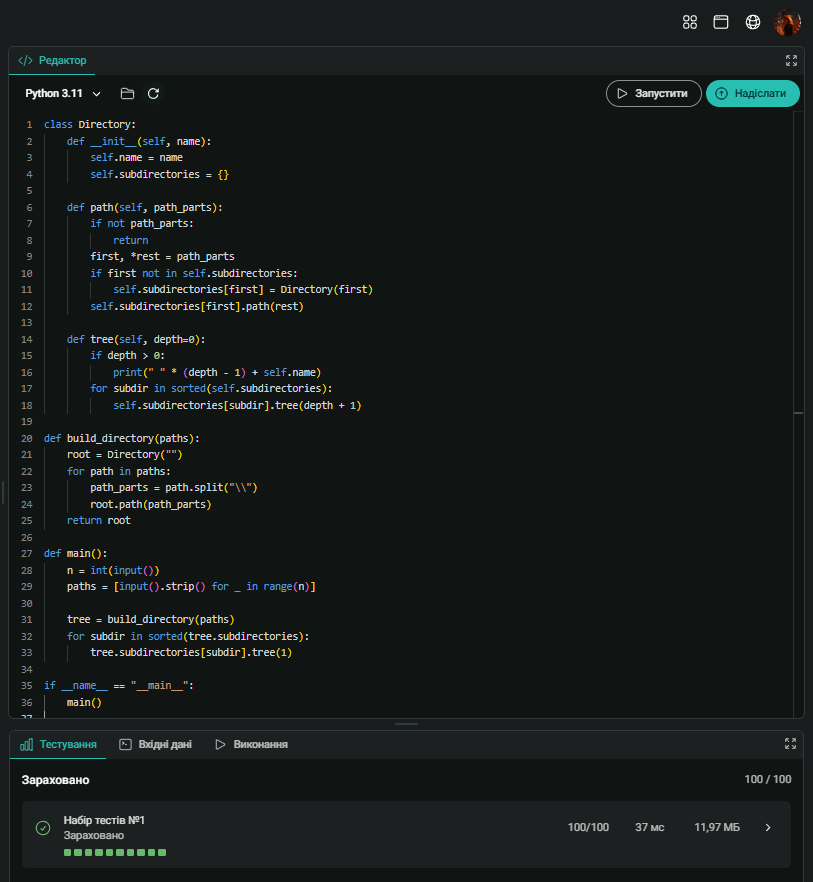 </> Редактор
Python 3.11
Запустити
Надіслати
1 class Directory:
2     def __init__(self, name):
3         self.name = name
4         self.subdirectories = {}
5
6     def path(self, path_parts):
7         if not path_parts:
8             return
9         first, *rest = path_parts
10         if first not in self.subdirectories:
11             self.subdirectories[first] = Directory(first)
12         self.subdirectories[first].path(rest)
13
14     def tree(self, depth=0):
15         if depth > 0:
16             print(" " * (depth - 1) + self.name)
17         for subdir in sorted(self.subdirectories):
18             self.subdirectories[subdir].tree(depth + 1)
19
20 def build_directory(paths):
21     root = Directory("")
22     for path in paths:
23         path_parts = path.split("\\")
24         root.path(path_parts)
25     return root
26
27 def main():
28     n = int(input())
29     paths = [input().strip() for _ in range(n)]
30
31     tree = build_directory(paths)
32     for subdir in sorted(tree.subdirectories):
33         tree.subdirectories[subdir].tree(1)
34
35 if __name__ == "__main__":
36     main()
37
Тестування
Вхідні дані
Виконання
Зараховано
100 / 100
Набір тестів №1
Зараховано
100/100
37 мс
11,97 МБ